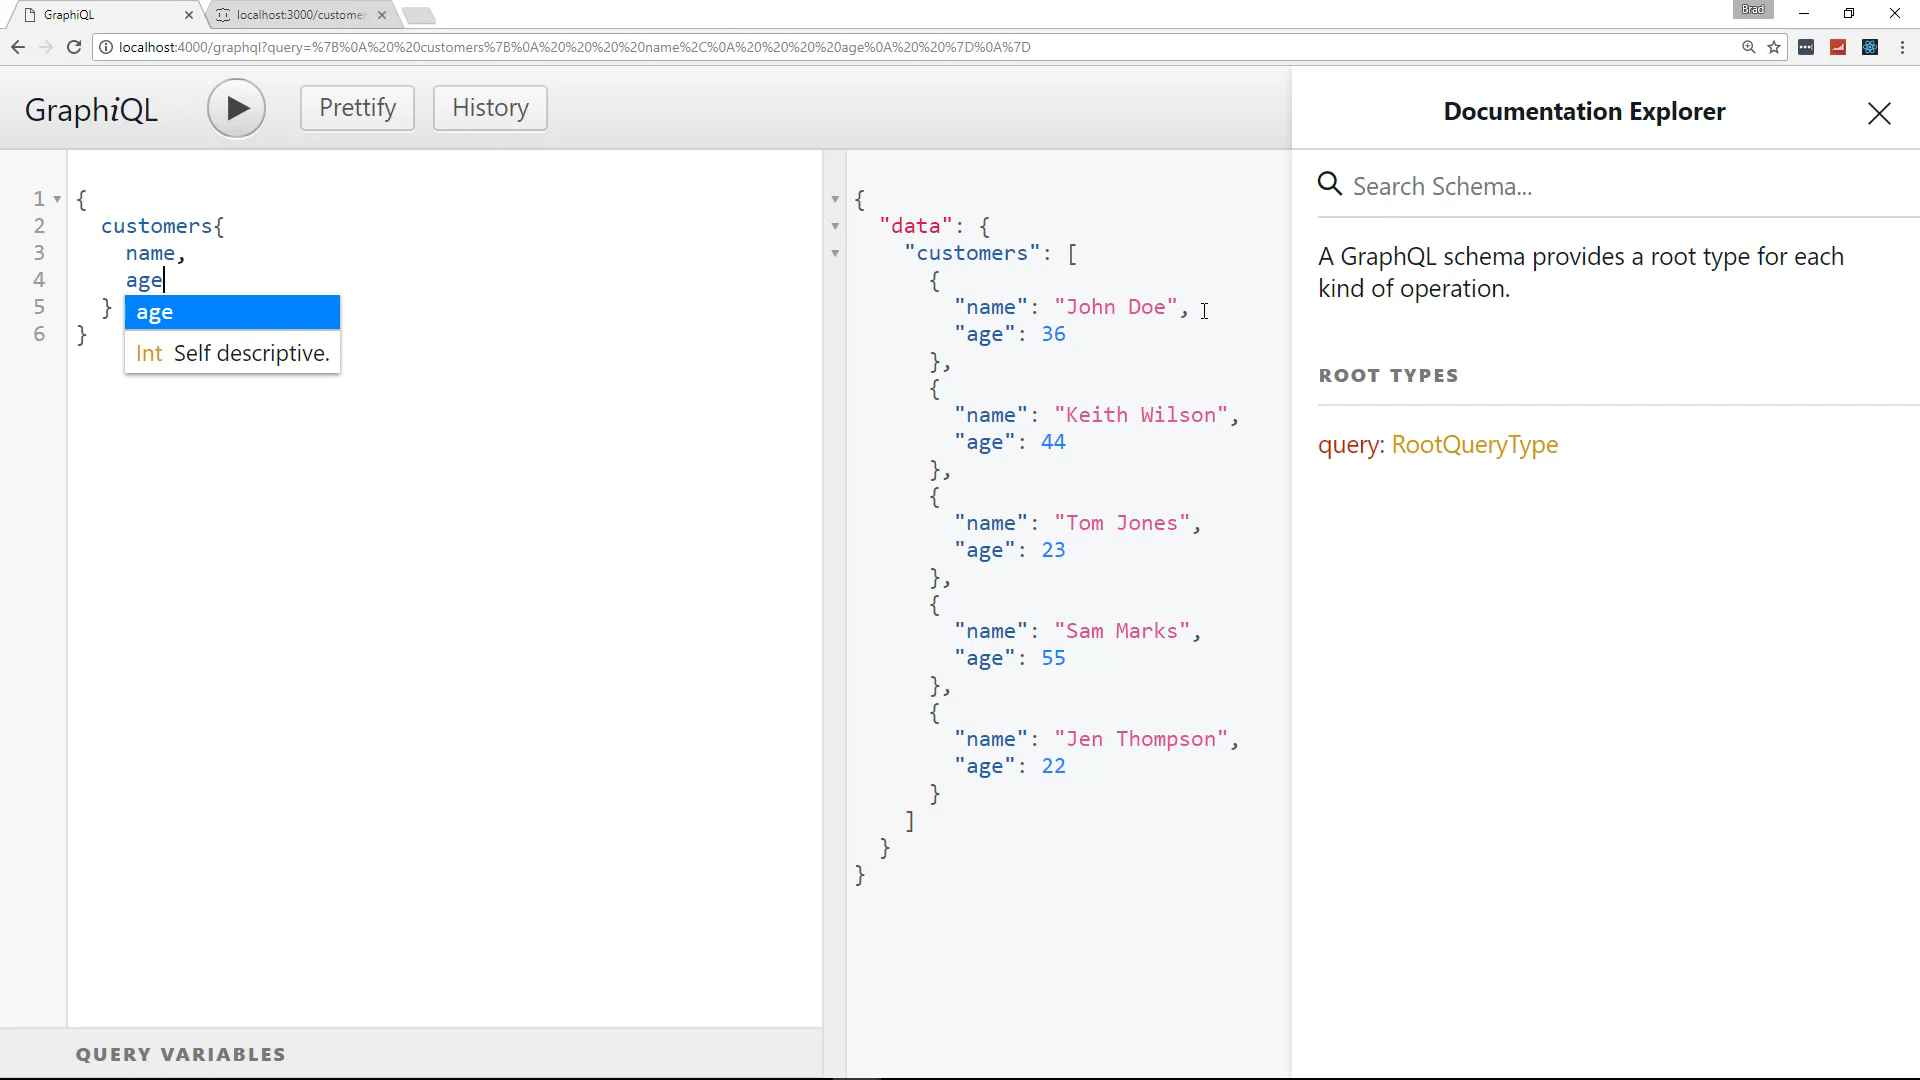 GraphiQL
localhost:3000/customer
Brad
localhost:4000/graphql?query=%7B%0A%20%20customers%7B%0A%20%20%20%20name%2C%0A%20%20%20%20age%0A%20%20%7D%0A%7D
GraphiQL
Prettify
History
Documentation Explorer
1 {
2 customers{
3 name,
4 age
5 }
6 }
age
Int Self descriptive.
{
"data": {
"customers": [
{
"name": "John Doe",
"age": 36
},
{
"name": "Keith Wilson",
"age": 44
},
{
"name": "Tom Jones",
"age": 23
},
{
"name": "Sam Marks",
"age": 55
},
{
"name": "Jen Thompson",
"age": 22
}
]
}
}
Search Schema...
A GraphQL schema provides a root type for each
kind of operation.
ROOT TYPES
query: RootQueryType
QUERY VARIABLES